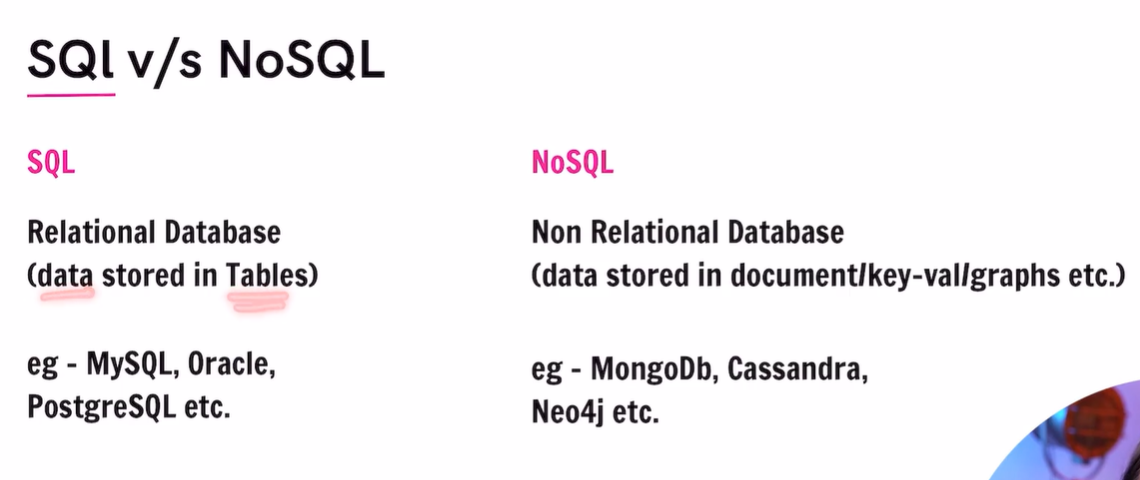 SQl v/s NoSQL
SQL
Relational Database
(data stored in Tables)
eg - MySQL, Oracle,
PostgreSQL etc.
NoSQL
Non Relational Database
(data stored in document/key-val/graphs etc.)
eg - MongoDb, Cassandra,
Neo4j etc.